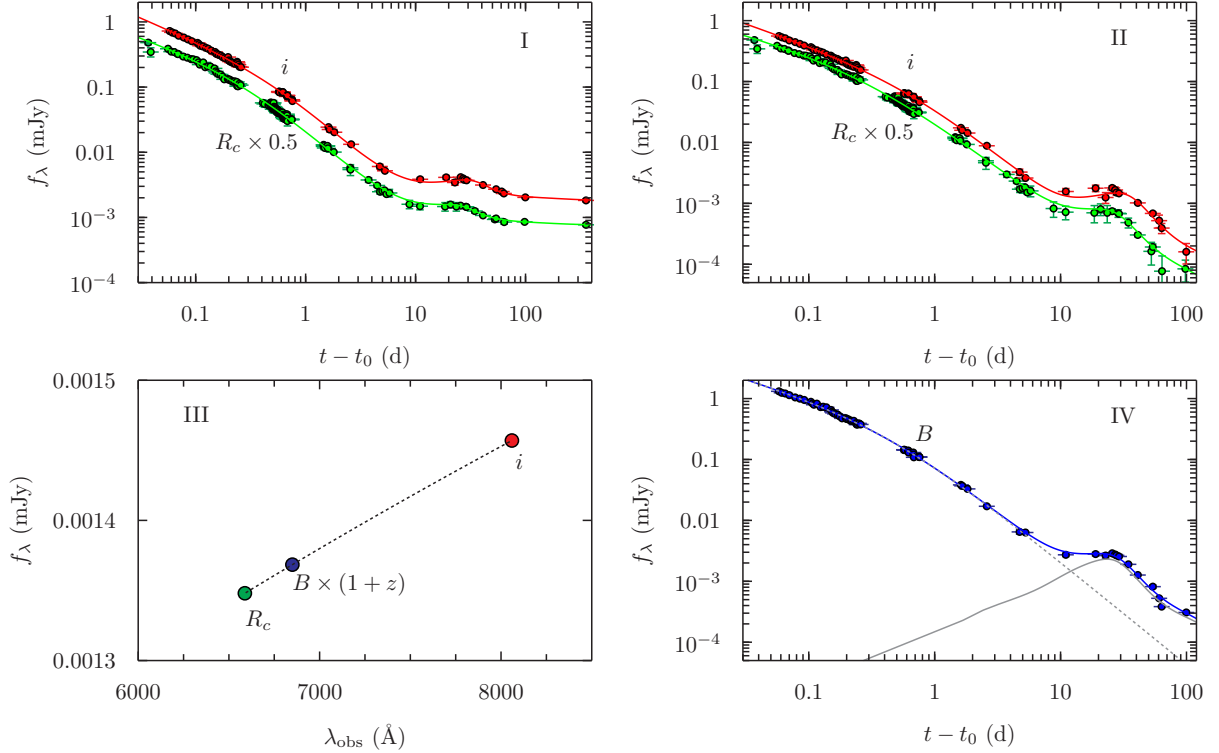 1
0.1
0.01
10⁻³
10⁻⁴
f_λ (mJy)
0.1
1
10
100
t − t₀ (d)
i
R_c × 0.5
I
1
0.1
0.01
10⁻³
10⁻⁴
f_λ (mJy)
0.1
1
10
100
t − t₀ (d)
i
R_c × 0.5
II
0.0015
0.0014
0.0013
f_λ (mJy)
6000
7000
8000
λ_obs (Å)
III
i
B × (1 + z)
R_c
1
0.1
0.01
10⁻³
10⁻⁴
f_λ (mJy)
0.1
1
10
100
t − t₀ (d)
B
IV